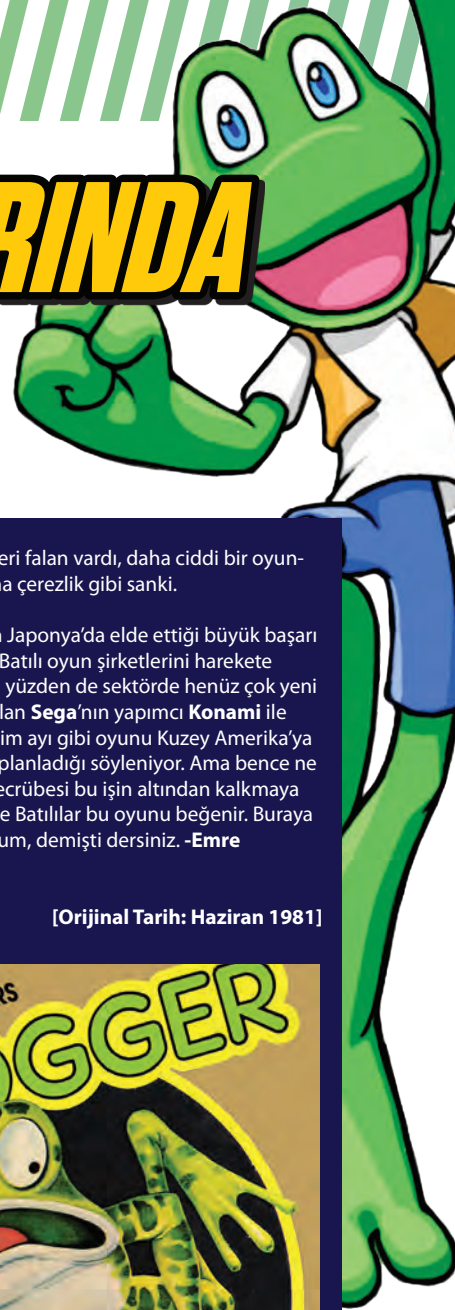 RINDA
eri falan vardı, daha ciddi bir oyun-
a çerezlik gibi sanki.
Japonya’da elde ettiği büyük başarı
Batılı oyun şirketlerini harekete
yüzden de sektörde henüz çok yeni
lan Sega’nın yapımcı Konami ile
im ayı gibi oyunu Kuzey Amerika’ya
planladığı söyleniyor. Ama bence ne
ecrübesi bu işin altından kalkmaya
e Batılılar bu oyunu beğenir. Buraya
um, demişti dersiniz. -Emre
[Orijinal Tarih: Haziran 1981]
RS
OGGER